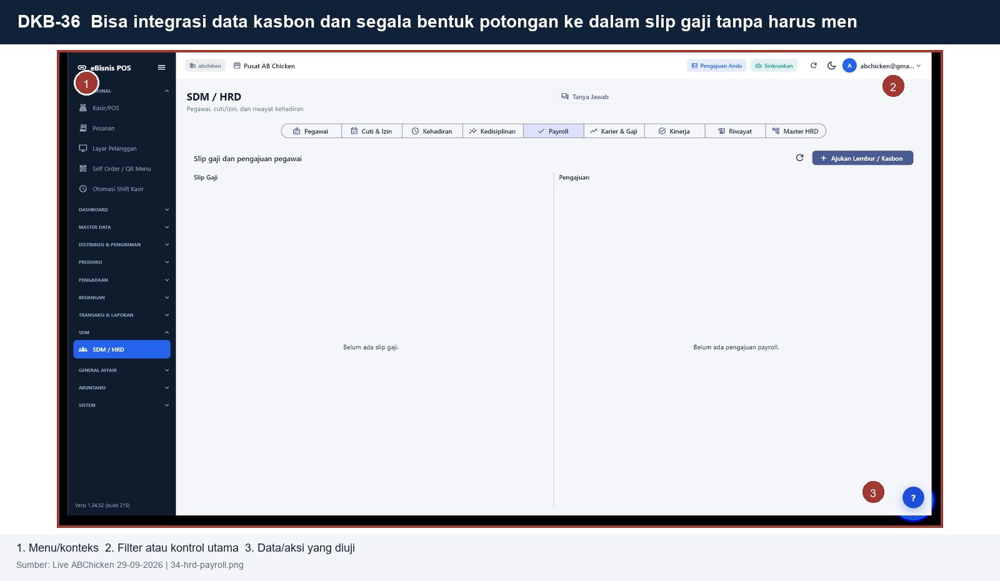 DKB-36 Bisa integrasi data kasbon dan segala bentuk potongan ke dalam slip gaji tanpa harus men
eBisnis POS
1
IONAL
Kasir/POS
Pesanan
Layar Pelanggan
Self Order / QR Menu
Otomasi Shift Kasir
DASHBOARD
MASTER DATA
DISTRIBUSI & PENGIRIMAN
PRODUKSI
PENGADAAN
KEUANGAN
TRANSAKSI & LAPORAN
SDM
SDM / HRD
GENERAL AFFAIR
AKUNTANSI
SISTEM
Versi 1.34.52 (build 215)
abchiken Pusat AB Chicken
Pengajuan Anda Sinkronkan A abchicken@gma...
2
SDM / HRD
Pegawai, cuti/izin, dan riwayat kehadiran
Tanya Jawab
Pegawai Cuti & Izin Kehadiran Kedisiplinan Payroll Karier & Gaji Kinerja Riwayat Master HRD
Slip gaji dan pengajuan pegawai
+ Ajukan Lembur / Kasbon
Slip Gaji
Pengajuan
Belum ada slip gaji.
Belum ada pengajuan payroll.
3
?
1. Menu/konteks 2. Filter atau kontrol utama 3. Data/aksi yang diuji
Sumber: Live ABChicken 29-09-2026 | 34-hrd-payroll.png